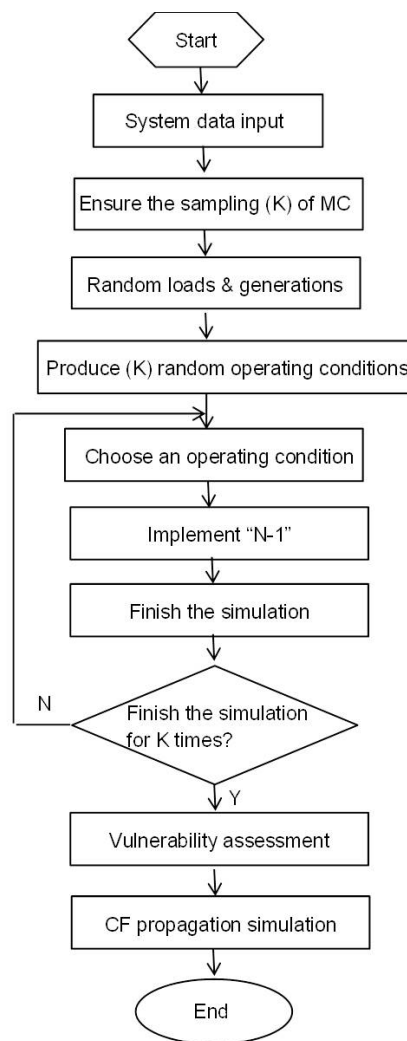 Start
System data input
Ensure the sampling (K) of MC
Random loads & generations
Produce (K) random operating conditions
Choose an operating condition
Implement “N-1”
Finish the simulation
N
Finish the simulation
for K times?
Y
Vulnerability assessment
CF propagation simulation
End